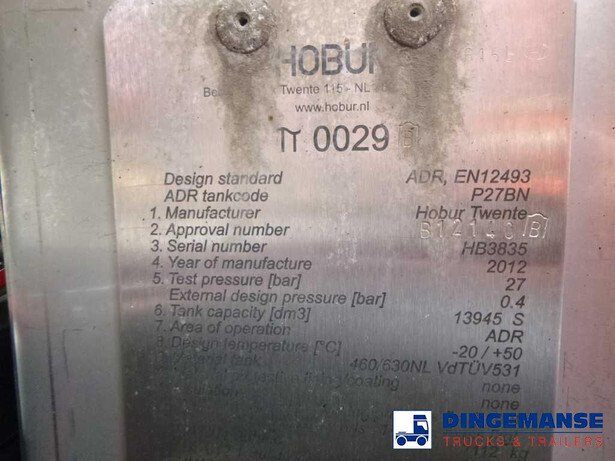 HOBUR
Twente 115 - NL
www.hobur.nl
π 0029 B
Design standard ADR, EN12493
ADR tankcode P27BN
1. Manufacturer Hobur Twente
2. Approval number B12140 B
3. Serial number HB3835
4. Year of manufacture 2012
5. Test pressure [bar] 27
External design pressure [bar] 0.4
6. Tank capacity [dm3] 13945 S
7. Area of operation ADR
8. Design temperature [°C] -20 / +50
tank 460/630NL VdTÜV531
none
none
kg
DINGEMANSE
TRUCKS & TRAILERS